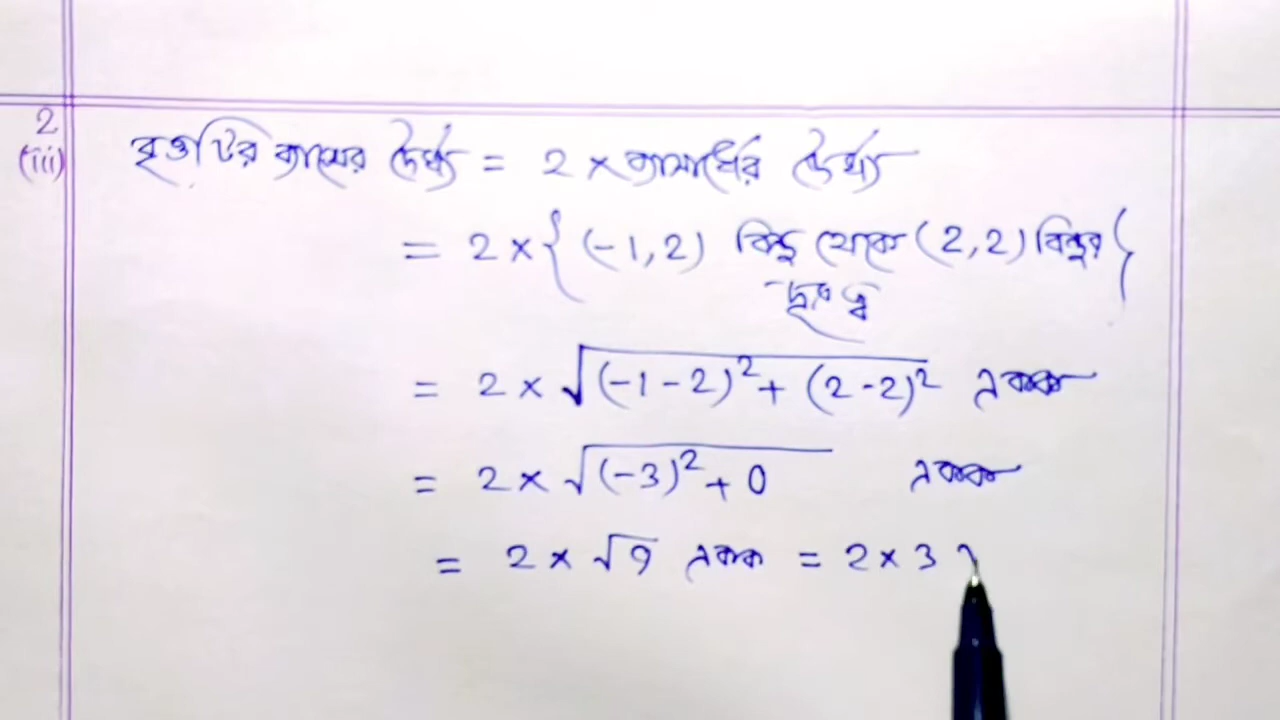 2
(iii) বৃত্তটির ব্যাসের দৈর্ঘ্য = 2 × ব্যাসার্ধের দৈর্ঘ্য
= 2 × { (-1, 2) বিন্দু থেকে (2, 2) বিন্দুর }
দূরত্ব
= 2 × √(-1 - 2)² + (2 - 2)² একক
= 2 × √(-3)² + 0 একক
= 2 × √9 একক = 2 × 3